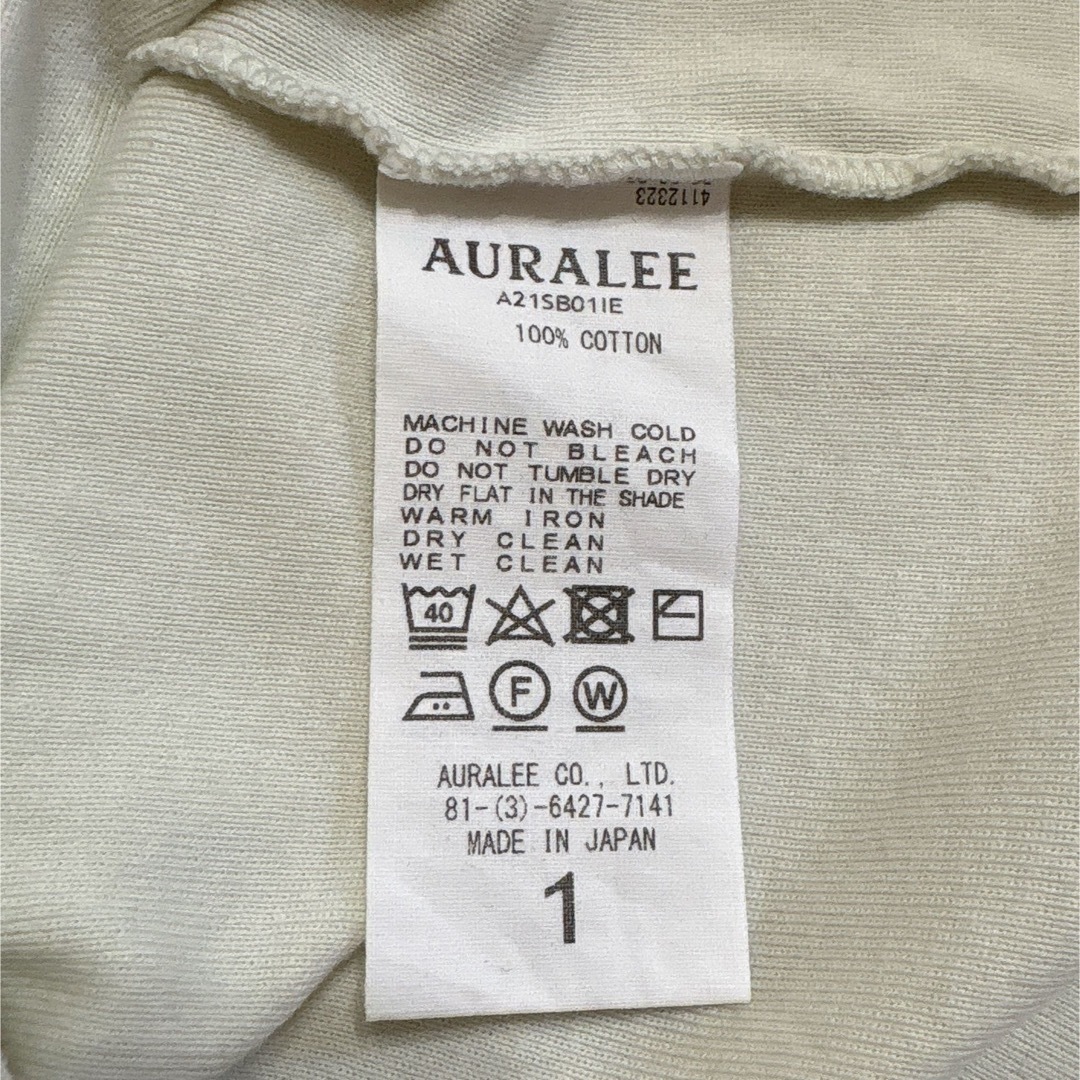 4112323
AURALEE
A21SB01IE
100% COTTON
MACHINE WASH COLD
DO NOT BLEACH
DO NOT TUMBLE DRY
DRY FLAT IN THE SHADE
WARM IRON
DRY CLEAN
WET CLEAN
40
F W
AURALEE CO., LTD.
81-(3)-6427-7141
MADE IN JAPAN
1